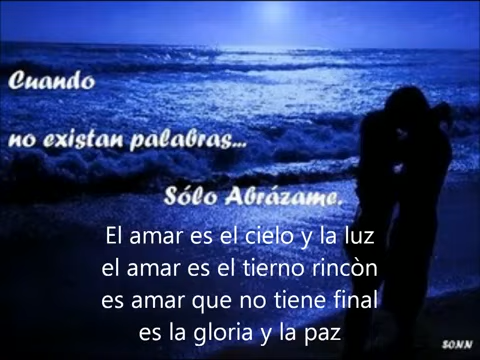 Cuando
no existan palabras...
Sólo Abrázame.
El amar es el cielo y la luz
el amar es el tierno rincòn
es amar que no tiene final
es la gloria y la paz
SONN